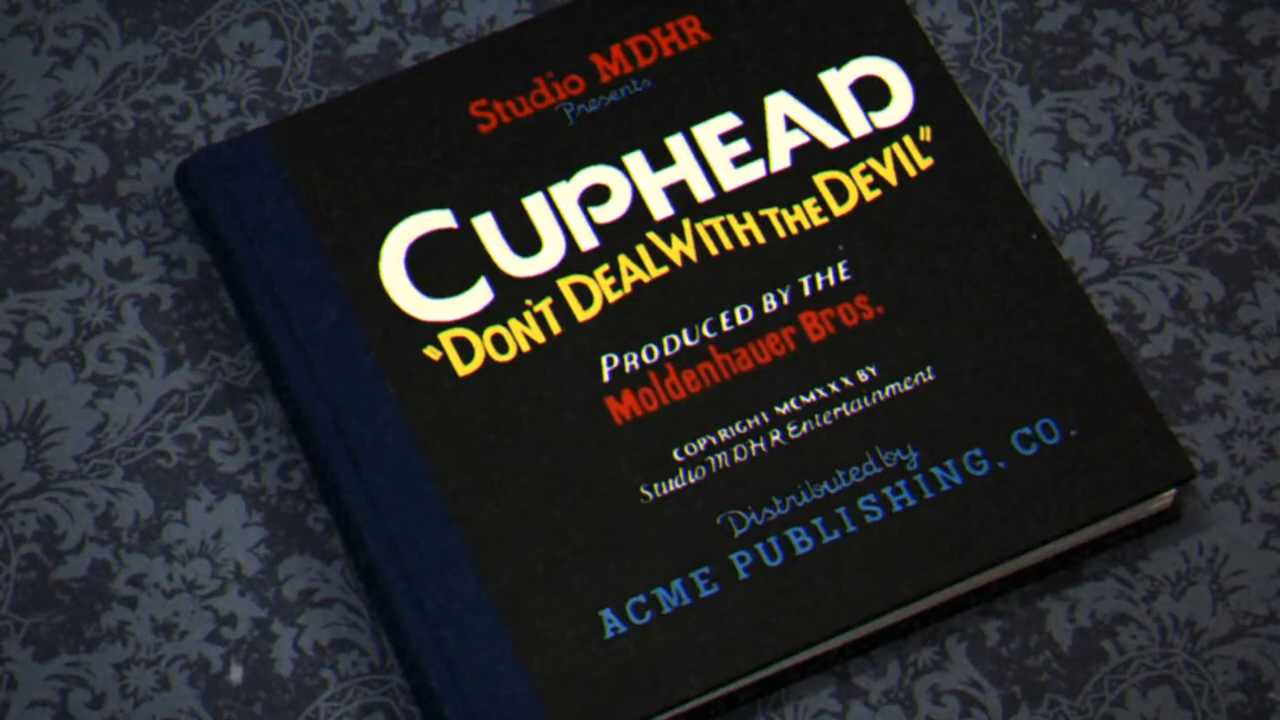 Studio MDHR
Presents
CUPHEAD
"DON'T DEAL WITH THE DEVIL"
PRODUCED BY THE
Moldenhauer Bros.
COPYRIGHT MCMXXX BY
Studio MDHR Entertainment
Distributed by
ACME PUBLISHING. CO.